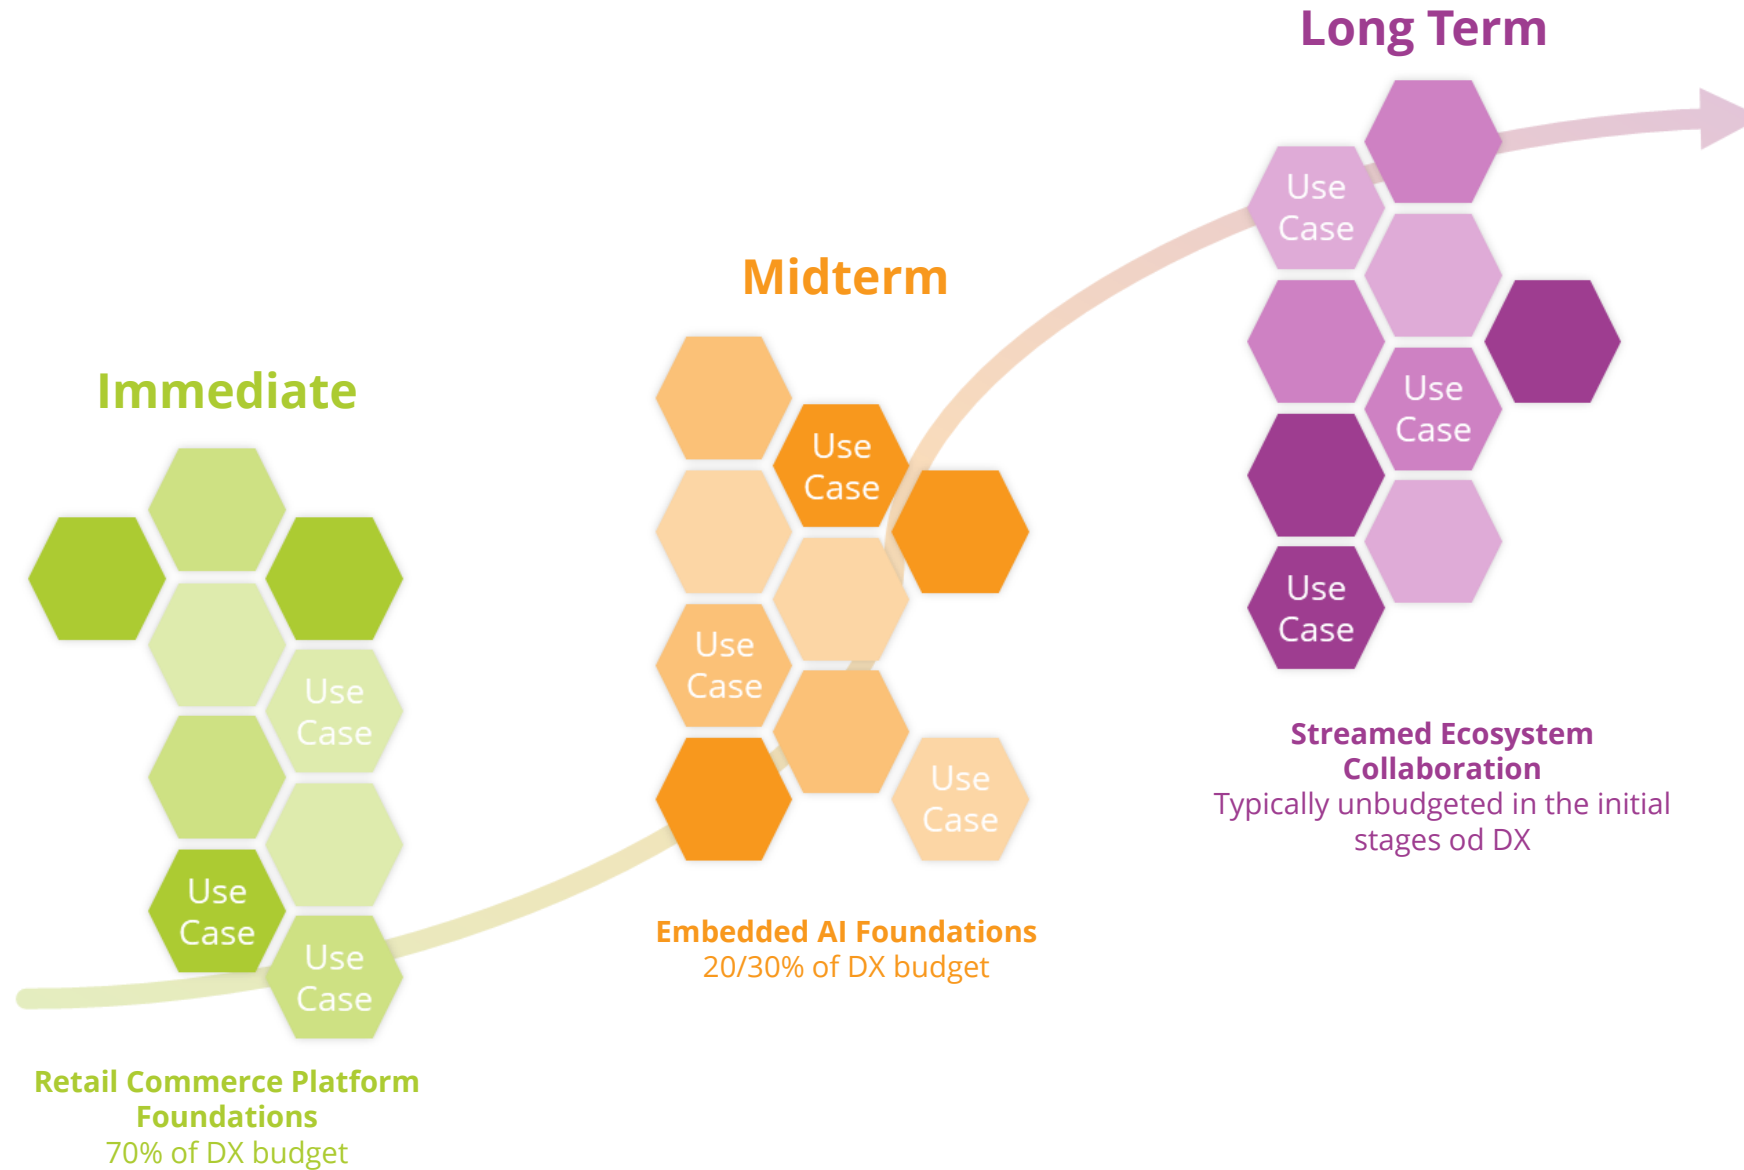 Immediate
Use
Case
Use
Case
Use
Case
Retail Commerce Platform
Foundations
70% of DX budget
Midterm
Use
Case
Use
Case
Use
Case
Embedded AI Foundations
20/30% of DX budget
Long Term
Use
Case
Use
Case
Use
Case
Streamed Ecosystem
Collaboration
Typically unbudgeted in the initial
stages od DX